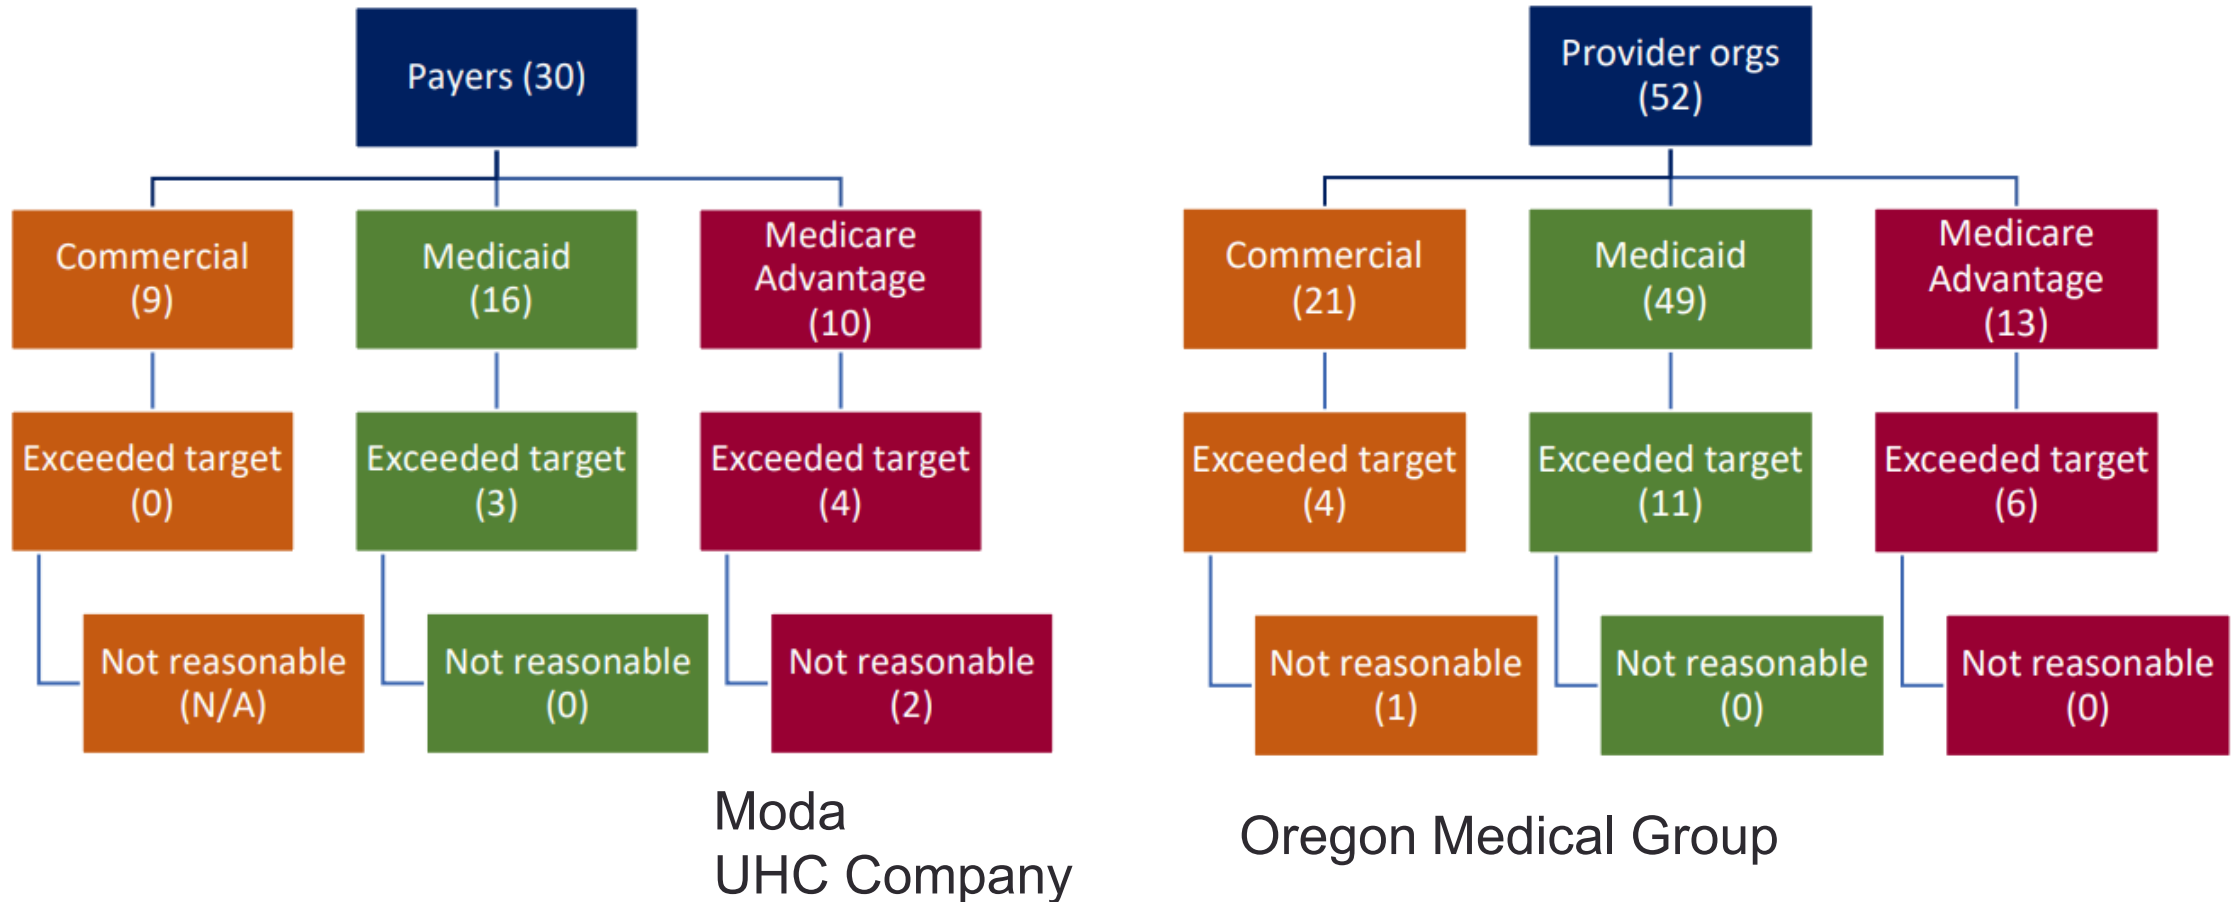 Payers (30)
Commercial
(9)
Medicaid
(16)
Medicare
Advantage
(10)
Exceeded target
(0)
Exceeded target
(3)
Exceeded target
(4)
Not reasonable
(N/A)
Not reasonable
(0)
Not reasonable
(2)
Moda
UHC Company
Provider orgs
(52)
Commercial
(21)
Medicaid
(49)
Medicare
Advantage
(13)
Exceeded target
(4)
Exceeded target
(11)
Exceeded target
(6)
Not reasonable
(1)
Not reasonable
(0)
Not reasonable
(0)
Oregon Medical Group